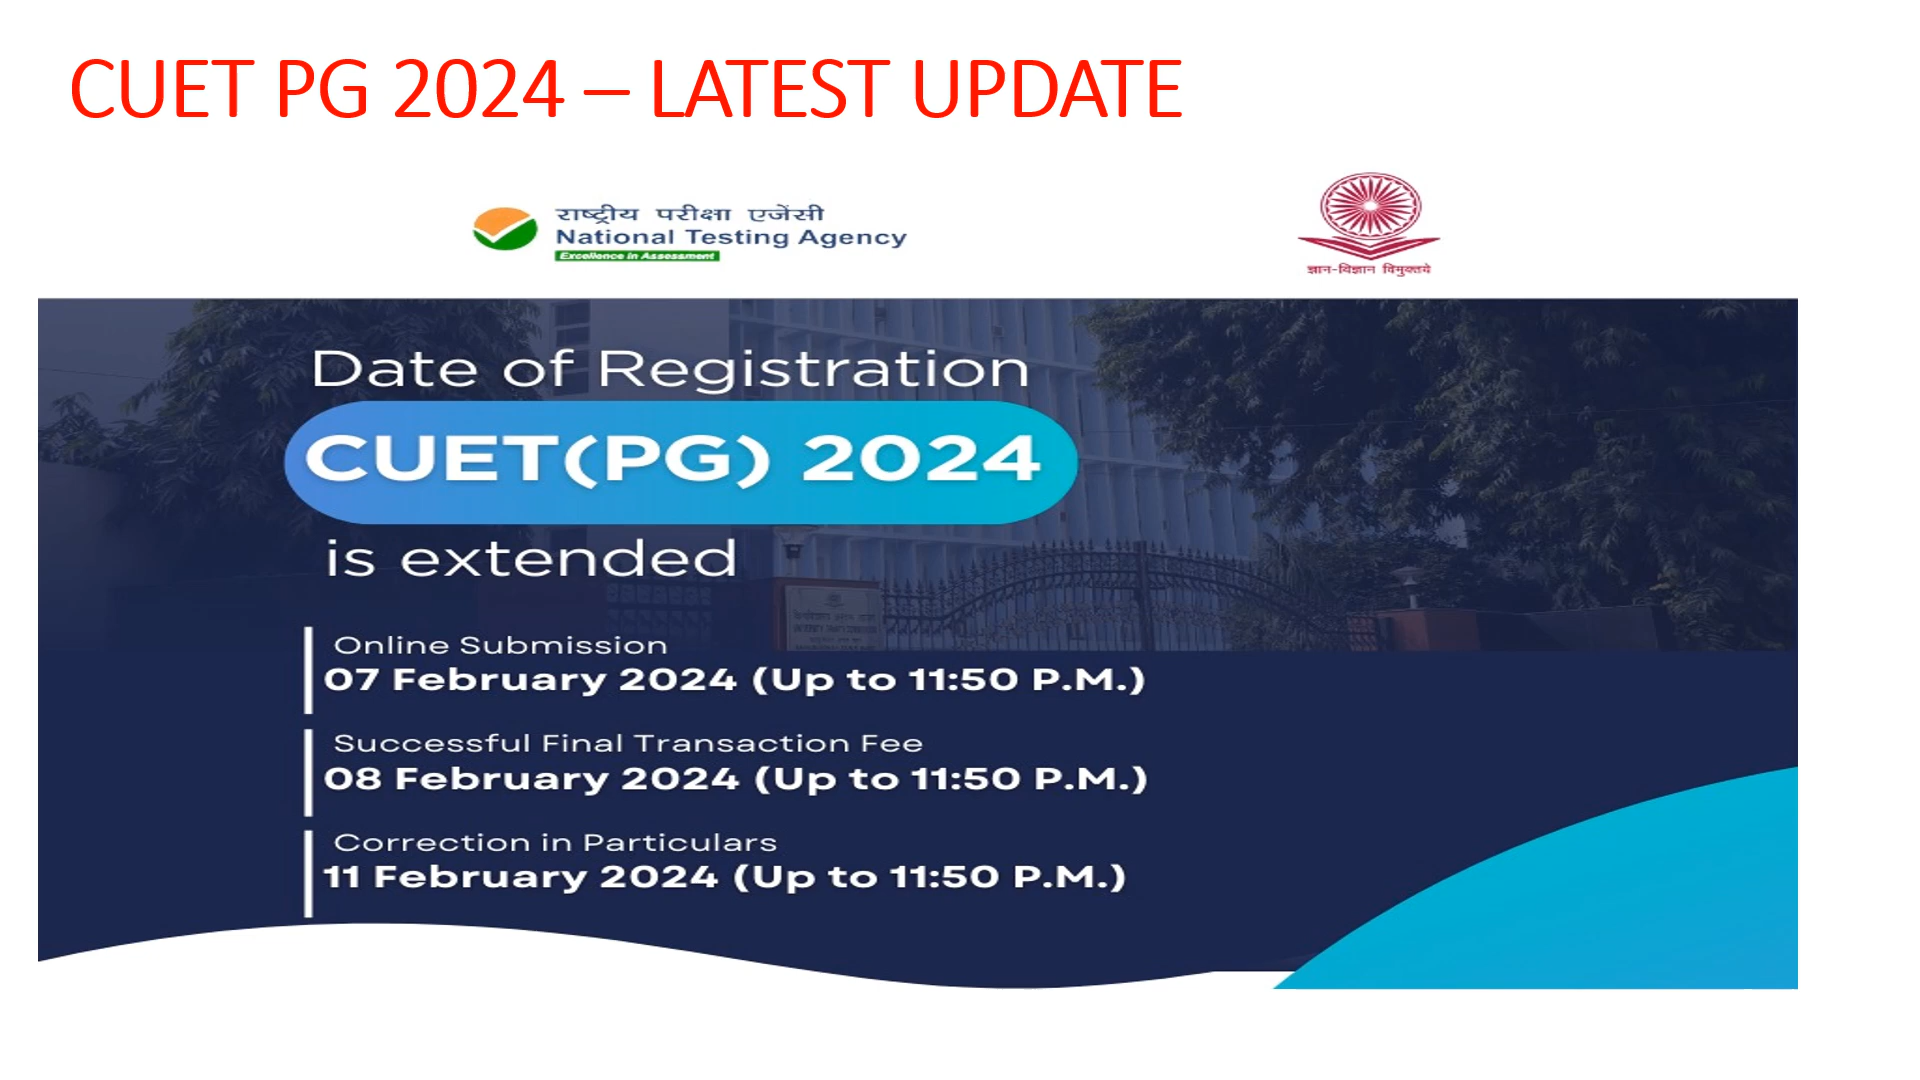 CUET PG 2024 – LATEST UPDATE
राष्ट्रीय परीक्षा एजेंसी
National Testing Agency
Excellence in Assessment
ज्ञान-विज्ञान विमुक्तये
Date of Registration
CUET(PG) 2024
is extended
Online Submission
07 February 2024 (Up to 11:50 P.M.)
Successful Final Transaction Fee
08 February 2024 (Up to 11:50 P.M.)
Correction in Particulars
11 February 2024 (Up to 11:50 P.M.)